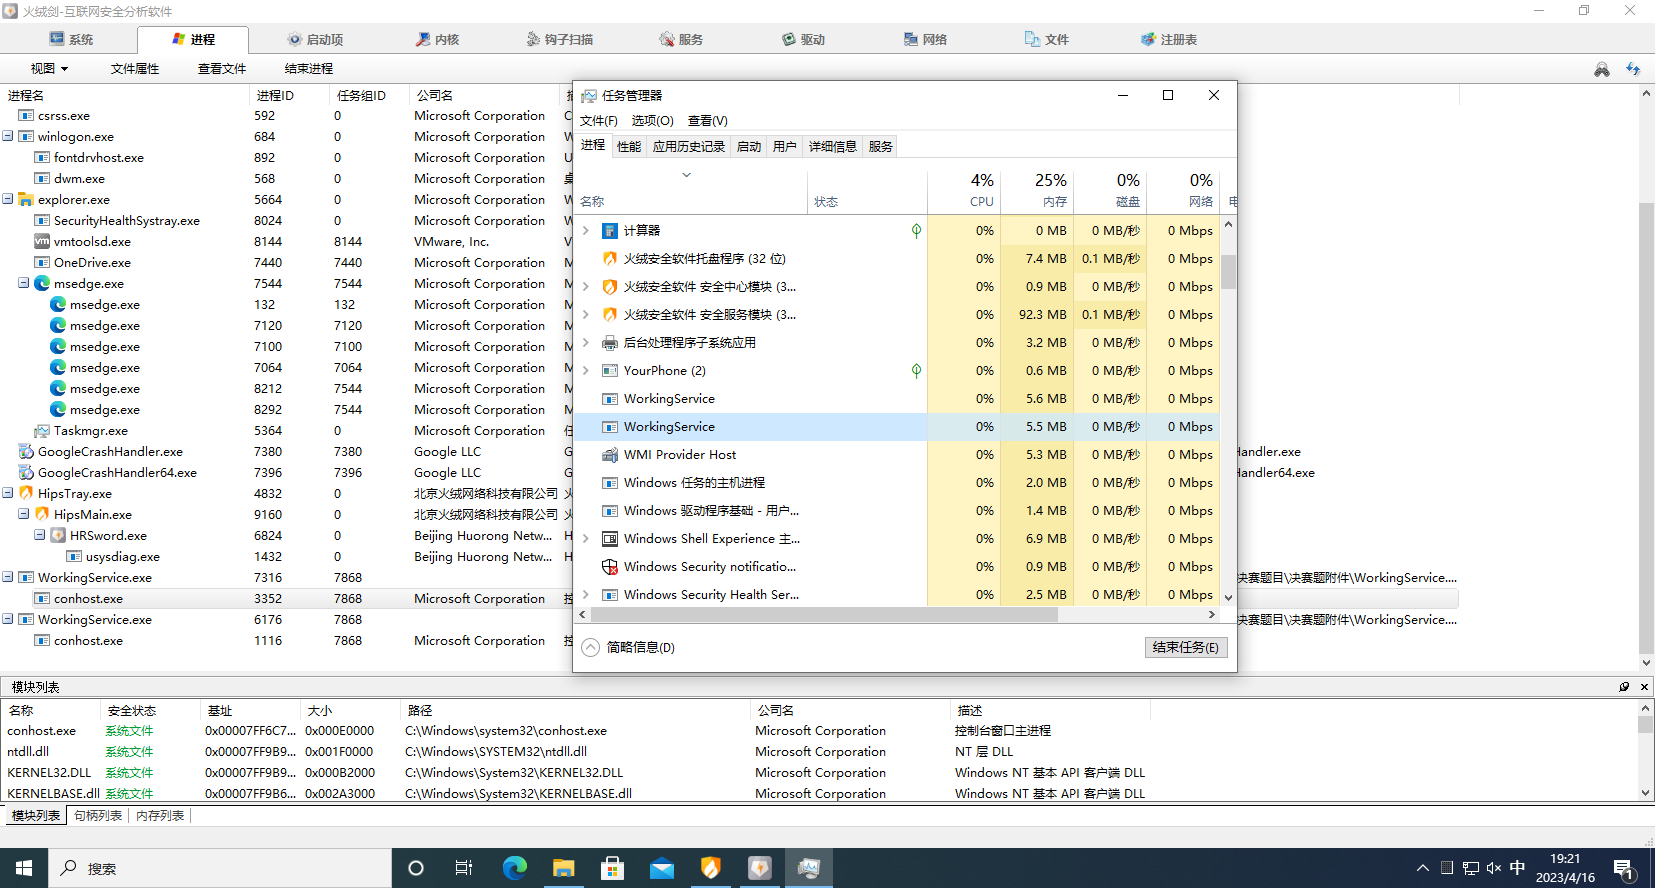 火绒剑-互联网安全分析软件
系统 进程 启动项 内核 钩子扫描 服务 驱动 网络 文件 注册表
视图 文件属性 查看文件 结束进程
进程名 进程ID 任务组ID 公司名
csrss.exe 592 0 Microsoft Corporation
winlogon.exe 684 0 Microsoft Corporation
fontdrvhost.exe 892 0 Microsoft Corporation
dwm.exe 568 0 Microsoft Corporation
explorer.exe 5664 0 Microsoft Corporation
SecurityHealthSystray.exe 8024 0 Microsoft Corporation
vmtoolsd.exe 8144 8144 VMware, Inc.
OneDrive.exe 7440 7440 Microsoft Corporation
msedge.exe 7544 7544 Microsoft Corporation
msedge.exe 132 132 Microsoft Corporation
msedge.exe 7120 7120 Microsoft Corporation
msedge.exe 7100 7100 Microsoft Corporation
msedge.exe 7064 7064 Microsoft Corporation
msedge.exe 8212 7544 Microsoft Corporation
msedge.exe 8292 7544 Microsoft Corporation
Taskmgr.exe 5364 0 Microsoft Corporation
GoogleCrashHandler.exe 7380 7380 Google LLC Handler.exe
GoogleCrashHandler64.exe 7396 7396 Google LLC Handler64.exe
HipsTray.exe 4832 0 北京火绒网络科技有限公司
HipsMain.exe 9160 0 北京火绒网络科技有限公司
HRSword.exe 6824 0 Beijing Huorong Netw...
usysdiag.exe 1432 0 Beijing Huorong Netw...
WorkingService.exe 7316 7868 决赛题目\决赛题附件\WorkingService....
conhost.exe 3352 7868 Microsoft Corporation
WorkingService.exe 6176 7868 决赛题目\决赛题附件\WorkingService....
conhost.exe 1116 7868 Microsoft Corporation
任务管理器
文件(F) 选项(O) 查看(V)
进程 性能 应用历史记录 启动 用户 详细信息 服务
4% 25% 0% 0%
名称 状态 CPU 内存 磁盘 网络 电
计算器 0% 0 MB 0 MB/秒 0 Mbps
火绒安全软件托盘程序 (32 位) 0% 7.4 MB 0.1 MB/秒 0 Mbps
火绒安全软件 安全中心模块 (3... 0% 0.9 MB 0 MB/秒 0 Mbps
火绒安全软件 安全服务模块 (3... 0% 92.3 MB 0.1 MB/秒 0 Mbps
后台处理程序子系统应用 0% 3.2 MB 0 MB/秒 0 Mbps
YourPhone (2) 0% 0.6 MB 0 MB/秒 0 Mbps
WorkingService 0% 5.6 MB 0 MB/秒 0 Mbps
WorkingService 0% 5.5 MB 0 MB/秒 0 Mbps
WMI Provider Host 0% 5.3 MB 0 MB/秒 0 Mbps
Windows 任务的主机进程 0% 2.0 MB 0 MB/秒 0 Mbps
Windows 驱动程序基础 - 用户... 0% 1.4 MB 0 MB/秒 0 Mbps
Windows Shell Experience 主... 0% 6.9 MB 0 MB/秒 0 Mbps
Windows Security notificatio... 0% 0.9 MB 0 MB/秒 0 Mbps
Windows Security Health Ser... 0% 2.5 MB 0 MB/秒 0 Mbps
简略信息(D) 结束任务(E)
模块列表
名称 安全状态 基址 大小 路径 公司名 描述
conhost.exe 系统文件 0x00007FF6C7... 0x000E0000 C:\Windows\system32\conhost.exe Microsoft Corporation 控制台窗口主进程
ntdll.dll 系统文件 0x00007FF9B9... 0x001F0000 C:\Windows\SYSTEM32\ntdll.dll Microsoft Corporation NT 层 DLL
KERNEL32.DLL 系统文件 0x00007FF9B9... 0x000B2000 C:\Windows\System32\KERNEL32.DLL Microsoft Corporation Windows NT 基本 API 客户端 DLL
KERNELBASE.dll 系统文件 0x00007FF9B6... 0x002A3000 C:\Windows\System32\KERNELBASE.dll Microsoft Corporation Windows NT 基本 API 客户端 DLL
模块列表 句柄列表 内存列表
搜索 中 19:21
2023/4/16 1